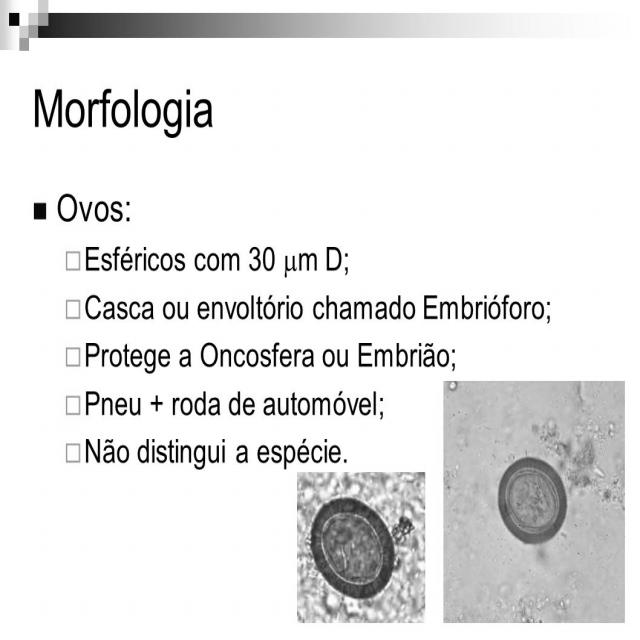 Morfologia
Ovos:
Esféricos com 30 μm D;
Casca ou envoltório chamado Embrióforo;
Protege a Oncosfera ou Embrião;
Pneu + roda de automóvel;
Não distingui a espécie.